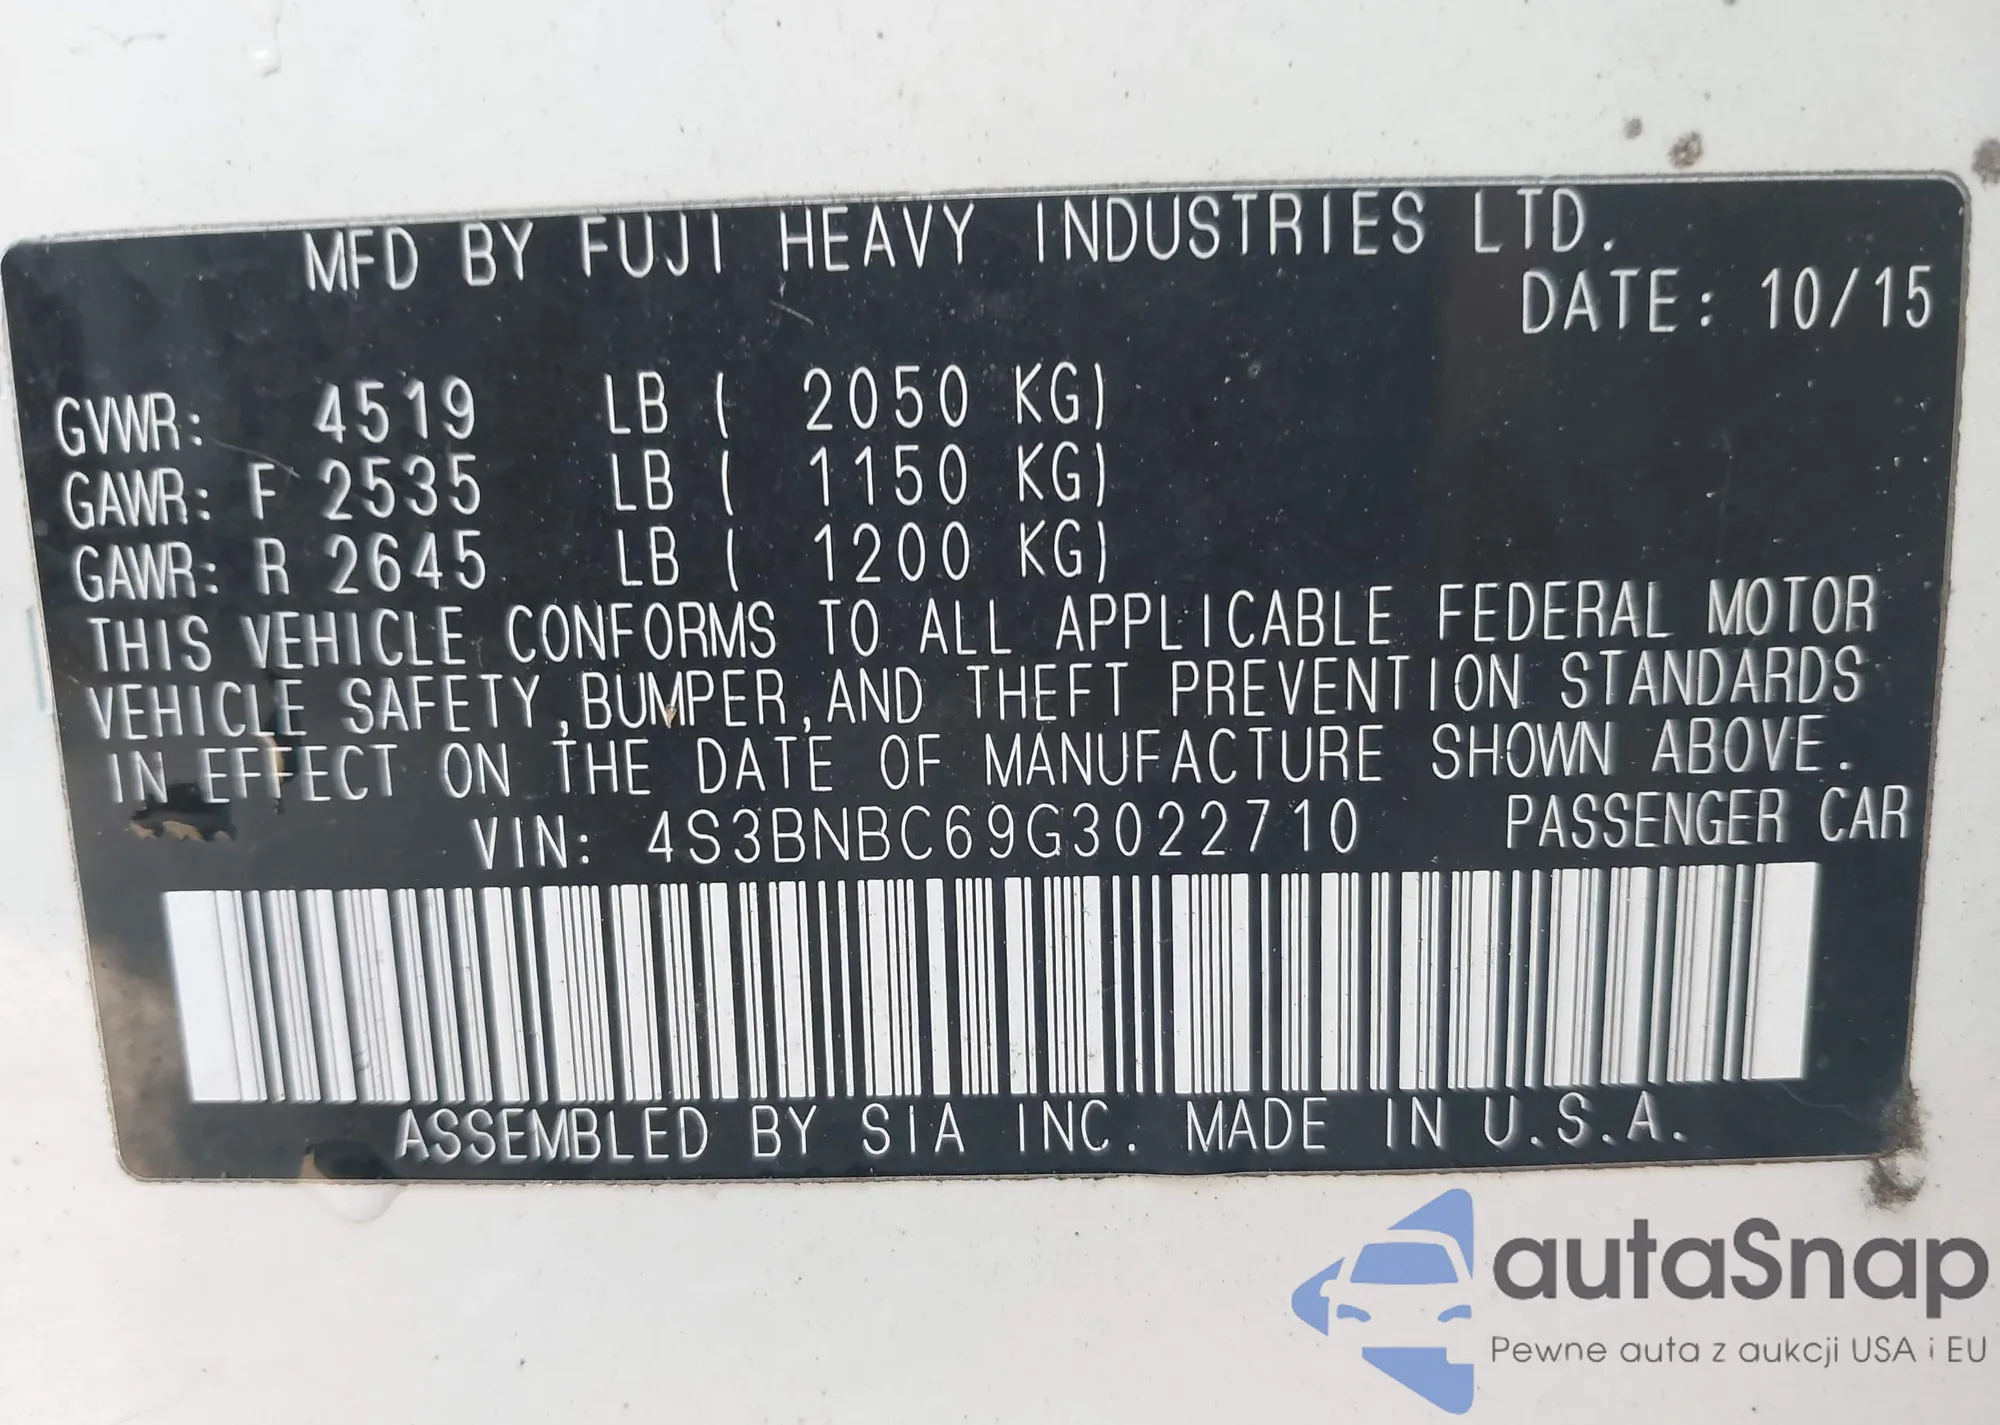 MFD BY FUJI HEAVY INDUSTRIES LTD.
DATE: 10/15
GVWR: 4519 LB ( 2050 KG)
GAWR: F 2535 LB ( 1150 KG)
GAWR: R 2645 LB ( 1200 KG)
THIS VEHICLE CONFORMS TO ALL APPLICABLE FEDERAL MOTOR
VEHICLE SAFETY,BUMPER,AND THEFT PREVENTION STANDARDS
IN EFFECT ON THE DATE OF MANUFACTURE SHOWN ABOVE.
VIN: 4S3BNBC69G3022710 PASSENGER CAR
ASSEMBLED BY SIA INC. MADE IN U.S.A.
autaSnap
Pewne auta z aukcji USA i EU